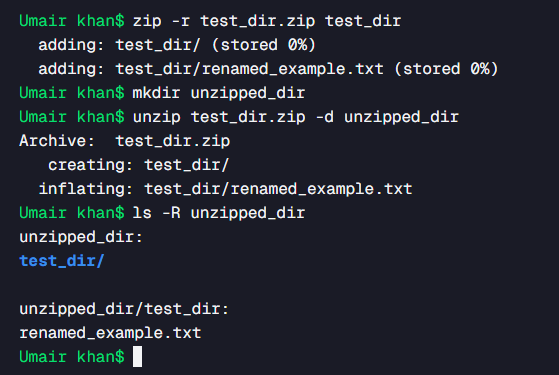 Umair khan$ zip -r test_dir.zip test_dir
  adding: test_dir/ (stored 0%)
  adding: test_dir/renamed_example.txt (stored 0%)
Umair khan$ mkdir unzipped_dir
Umair khan$ unzip test_dir.zip -d unzipped_dir
Archive:  test_dir.zip
   creating: test_dir/
  inflating: test_dir/renamed_example.txt
Umair khan$ ls -R unzipped_dir
unzipped_dir:
test_dir/

unzipped_dir/test_dir:
renamed_example.txt
Umair khan$